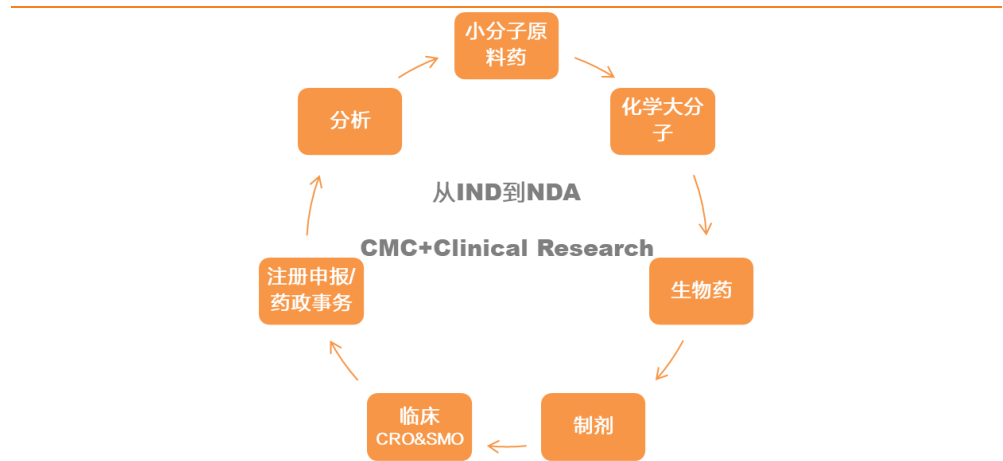 小分子原
料药
化学大分
子
生物药
制剂
临床
CRO&SMO
注册申报/
药政事务
分析
从IND到NDA
CMC+Clinical Research